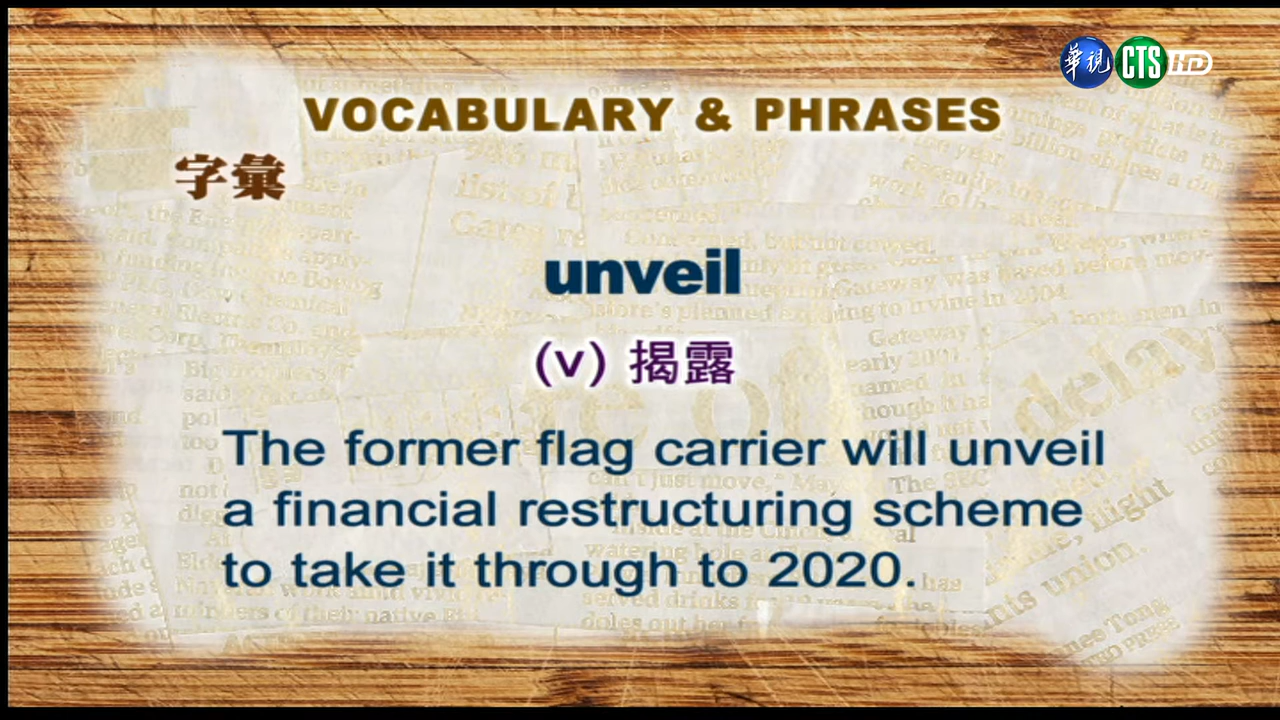 華視 CTS HD
VOCABULARY & PHRASES
字彙
unveil
(v) 揭露
The former flag carrier will unveil
a financial restructuring scheme
to take it through to 2020.